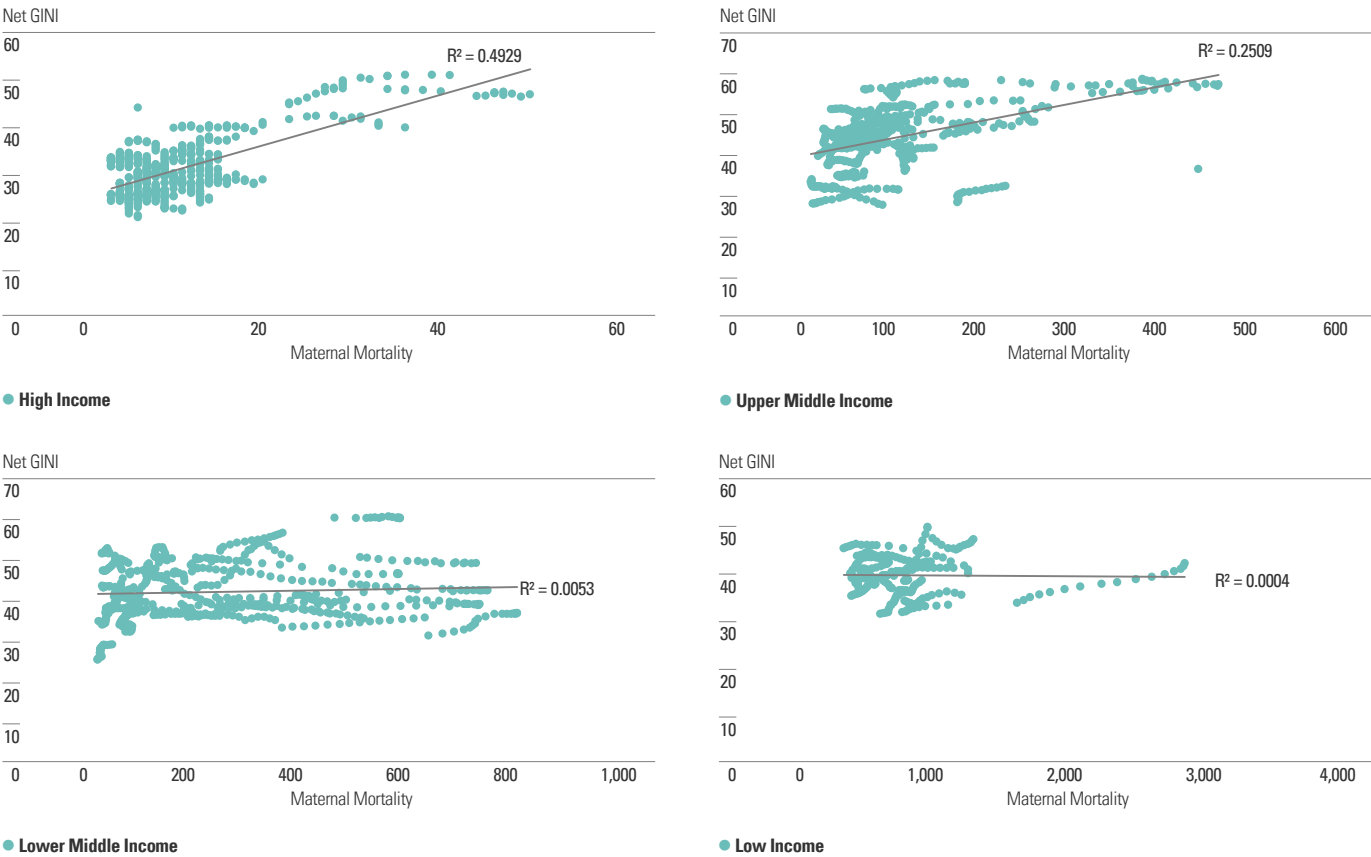 Net GINI
60
50
40
30
20
10
0
0 20 40 60
Maternal Mortality
R² = 0.4929
● High Income
Net GINI
70
60
50
40
30
20
10
0
0 100 200 300 400 500 600
Maternal Mortality
R² = 0.2509
● Upper Middle Income
Net GINI
70
60
50
40
30
20
10
0
0 200 400 600 800 1,000
Maternal Mortality
R² = 0.0053
● Lower Middle Income
Net GINI
60
50
40
30
20
10
0
0 1,000 2,000 3,000 4,000
Maternal Mortality
R² = 0.0004
● Low Income